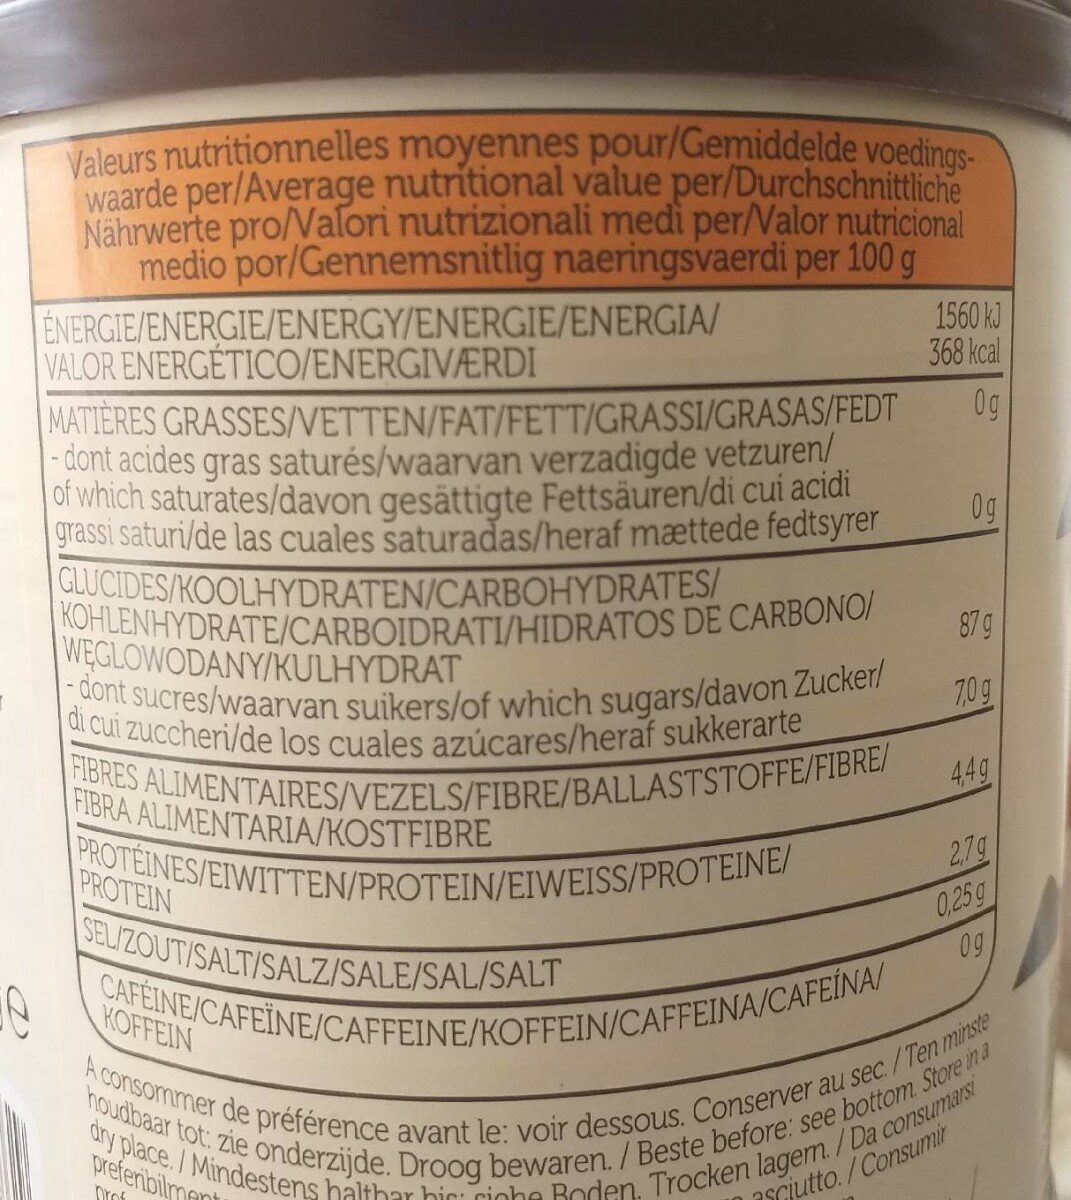 Valeurs nutritionnelles moyennes pour/Gemiddelde voedings-
waarde per/Average nutritional value per/Durchschnittliche
Nährwerte pro/Valori nutrizionali medi per/Valor nutricional
medio por/Gennemsnitlig naeringsvaerdi per 100 g
ÉNERGIE/ENERGIE/ENERGY/ENERGIE/ENERGIA/ 1560 kJ
VALOR ENERGÉTICO/ENERGIVÆRDI 368 kcal
MATIÈRES GRASSES/VETTEN/FAT/FETT/GRASSI/GRASAS/FEDT 0 g
- dont acides gras saturés/waarvan verzadigde vetzuren/
of which saturates/davon gesättigte Fettsäuren/di cui acidi
grassi saturi/de las cuales saturadas/heraf mættede fedtsyrer 0 g
GLUCIDES/KOOLHYDRATEN/CARBOHYDRATES/
KOHLENHYDRATE/CARBOIDRATI/HIDRATOS DE CARBONO/ 87 g
WĘGLOWODANY/KULHYDRAT
- dont sucres/waarvan suikers/of which sugars/davon Zucker/ 7,0 g
di cui zuccheri/de los cuales azúcares/heraf sukkerarte
FIBRES ALIMENTAIRES/VEZELS/FIBRE/BALLASTSTOFFE/FIBRE/ 4,4 g
FIBRA ALIMENTARIA/KOSTFIBRE
PROTÉINES/EIWITTEN/PROTEIN/EIWEISS/PROTEINE/ 2,7 g
PROTEIN
SEL/ZOUT/SALT/SALZ/SALE/SAL/SALT 0,25 g
CAFÉINE/CAFEÏNE/CAFFEINE/KOFFEIN/CAFFEINA/CAFEÍNA/ 0 g
KOFFEIN
A consommer de préférence avant le: voir dessous. Conserver au sec. / Ten minste
houdbaar tot: zie onderzijde. Droog bewaren. / Beste before: see bottom. Store in a
dry place. / Mindestens haltbar bis: siehe Boden. Trocken lagern. / Da consumarsi
asciutto. / Consumir